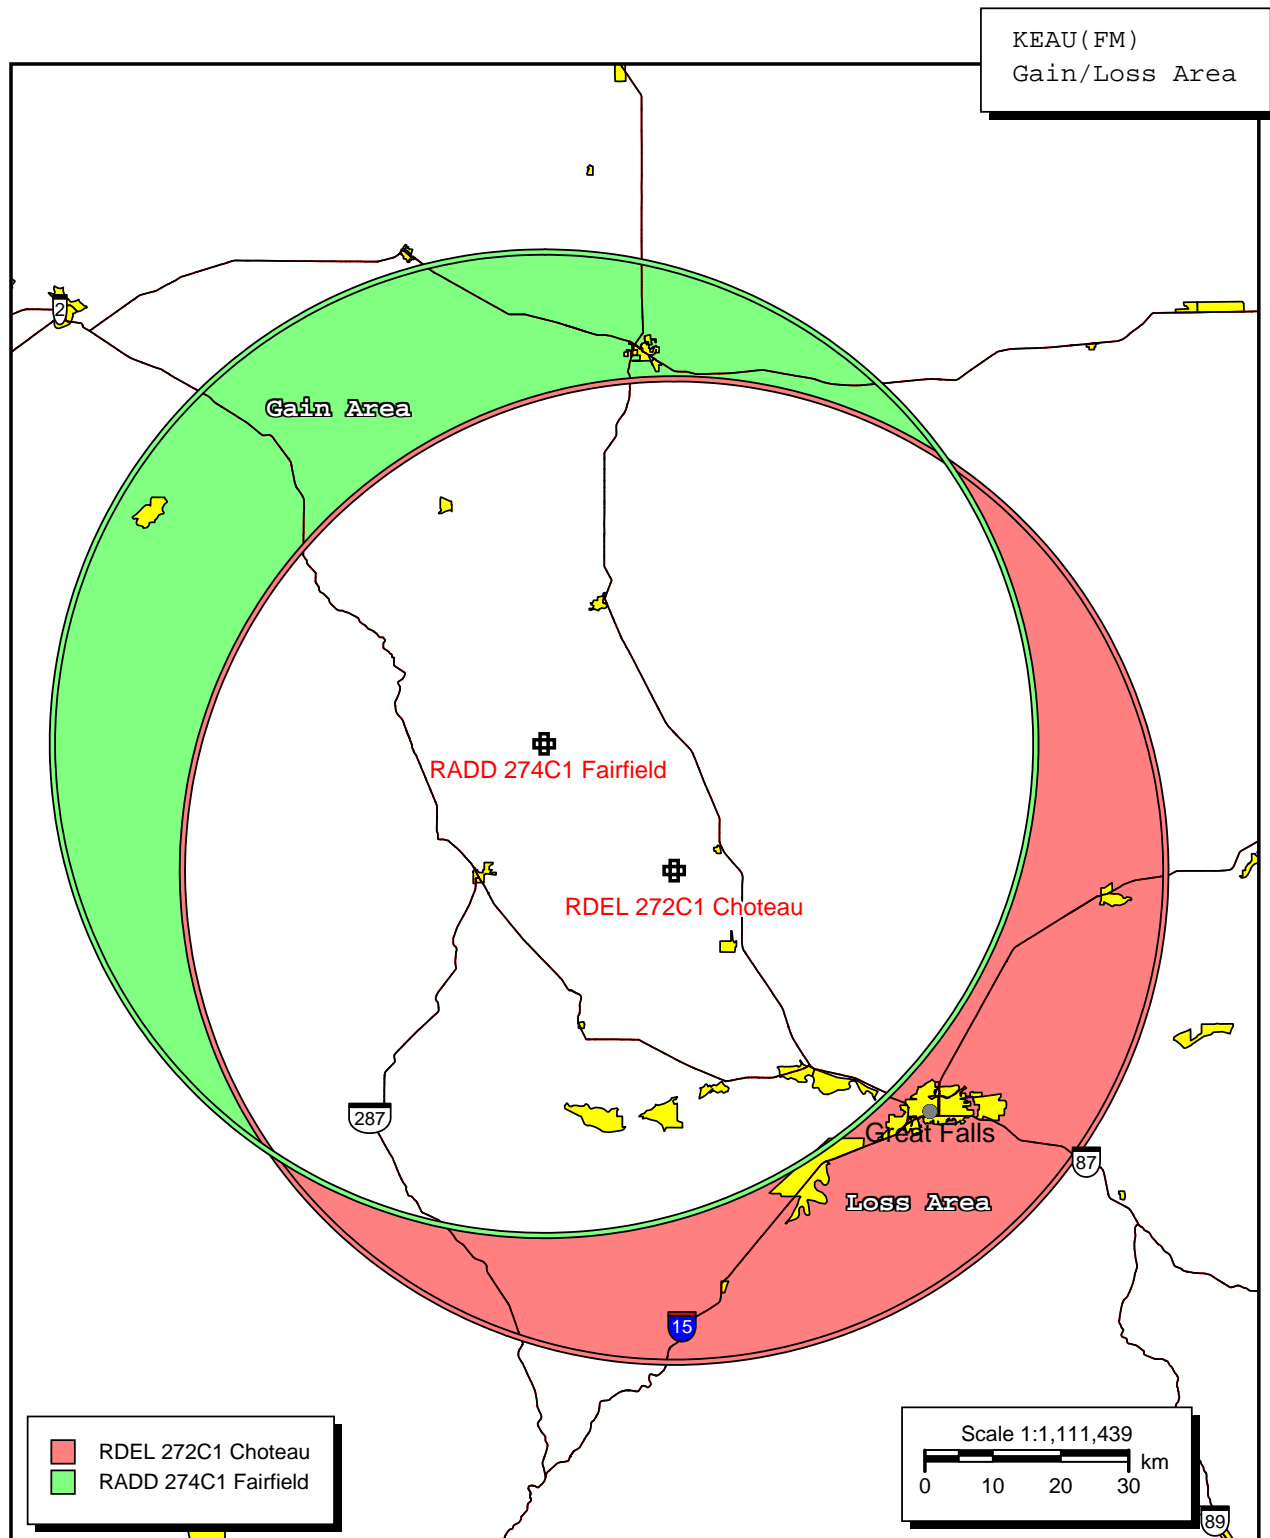 KEAU(FM)
Gain/Loss Area
2
Gain Area
RADD 274C1 Fairfield
RDEL 272C1 Choteau
287
Great Falls
87
Loss Area
15
RDEL 272C1 Choteau
RADD 274C1 Fairfield
Scale 1:1,111,439
km
0 10 20 30
89